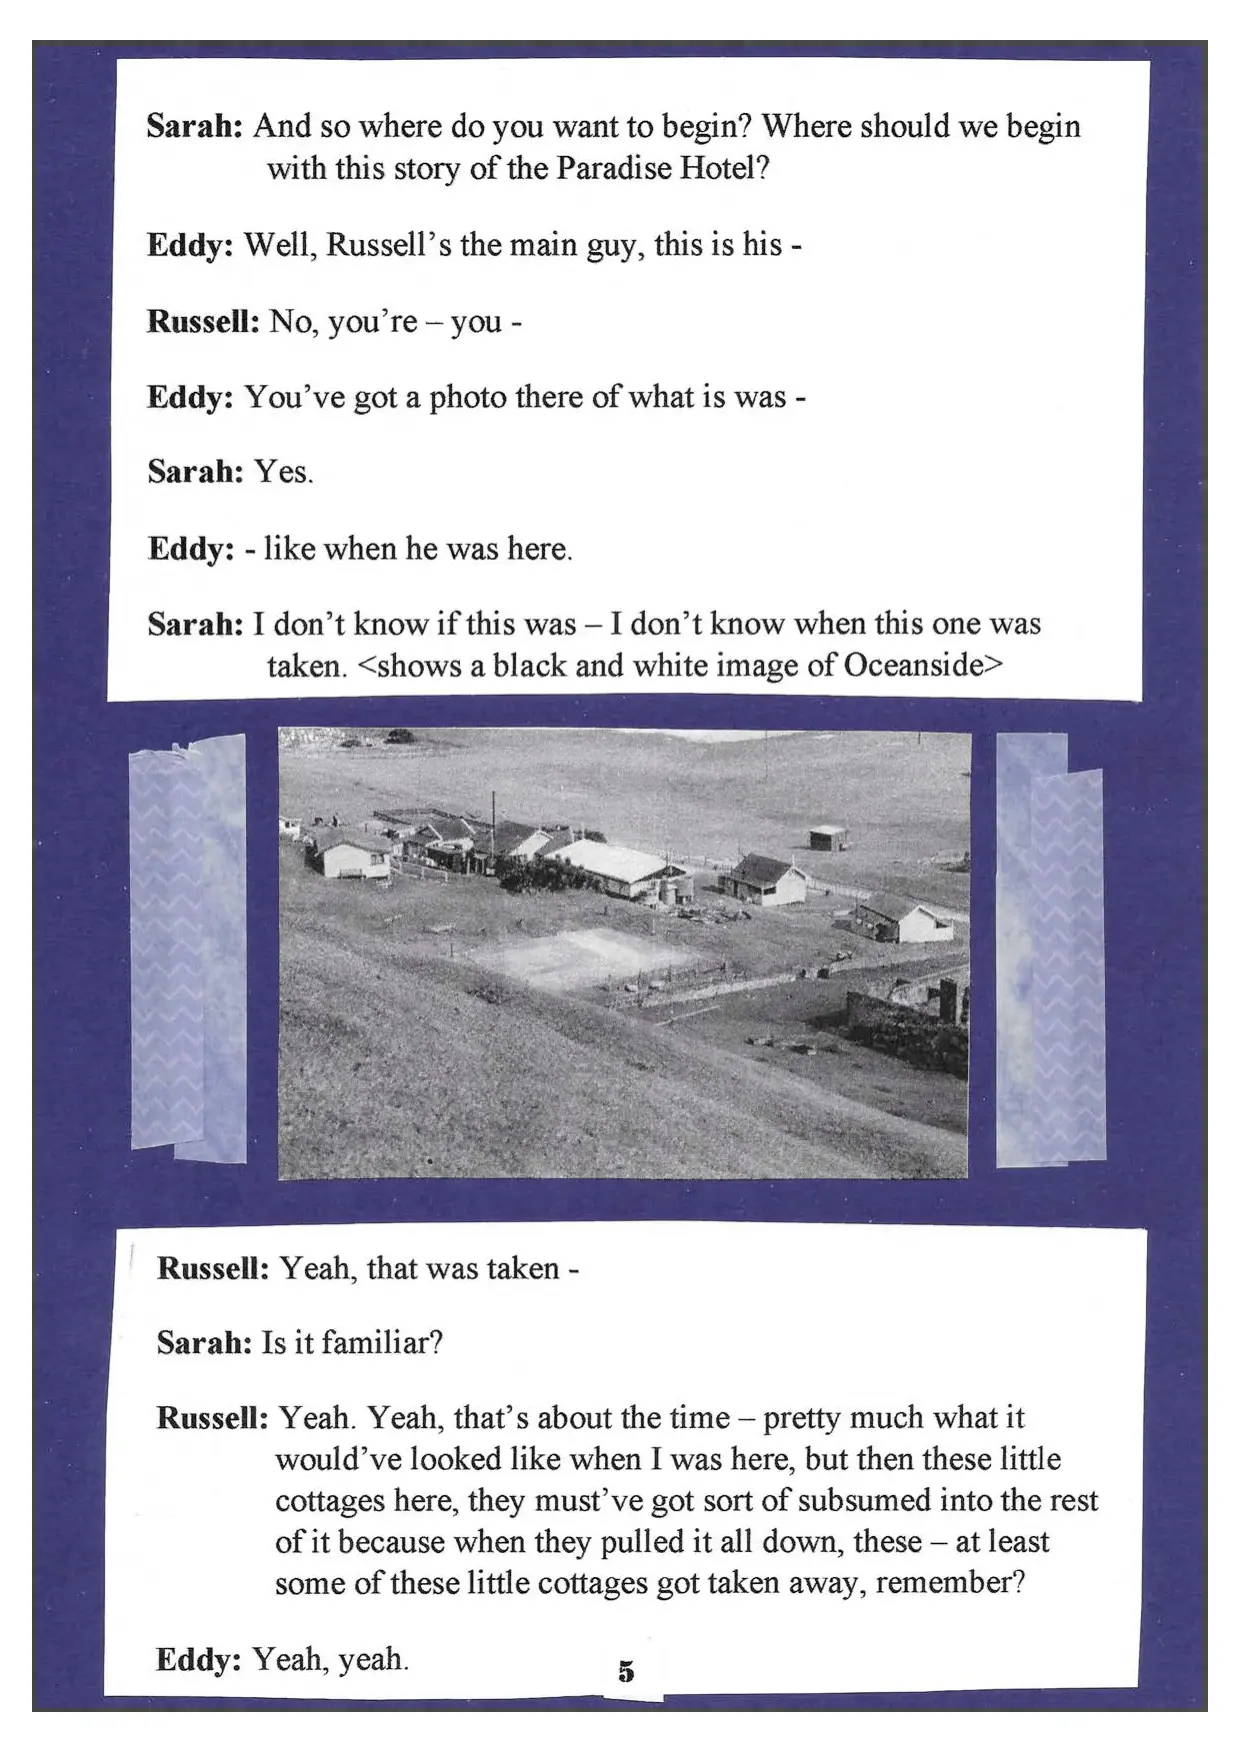 Sarah: And so where do you want to begin? Where should we begin
with this story of the Paradise Hotel?
Eddy: Well, Russell's the main guy, this is his -
Russell: No, you're – you -
Eddy: You've got a photo there of what is was -
Sarah: Yes.
Eddy: - like when he was here.
Sarah: I don't know if this was – I don't know when this one was
taken. <shows a black and white image of Oceanside>
Russell: Yeah, that was taken -
Sarah: Is it familiar?
Russell: Yeah. Yeah, that's about the time – pretty much what it
would've looked like when I was here, but then these little
cottages here, they must've got sort of subsumed into the rest
of it because when they pulled it all down, these – at least
some of these little cottages got taken away, remember?
Eddy: Yeah, yeah.
5